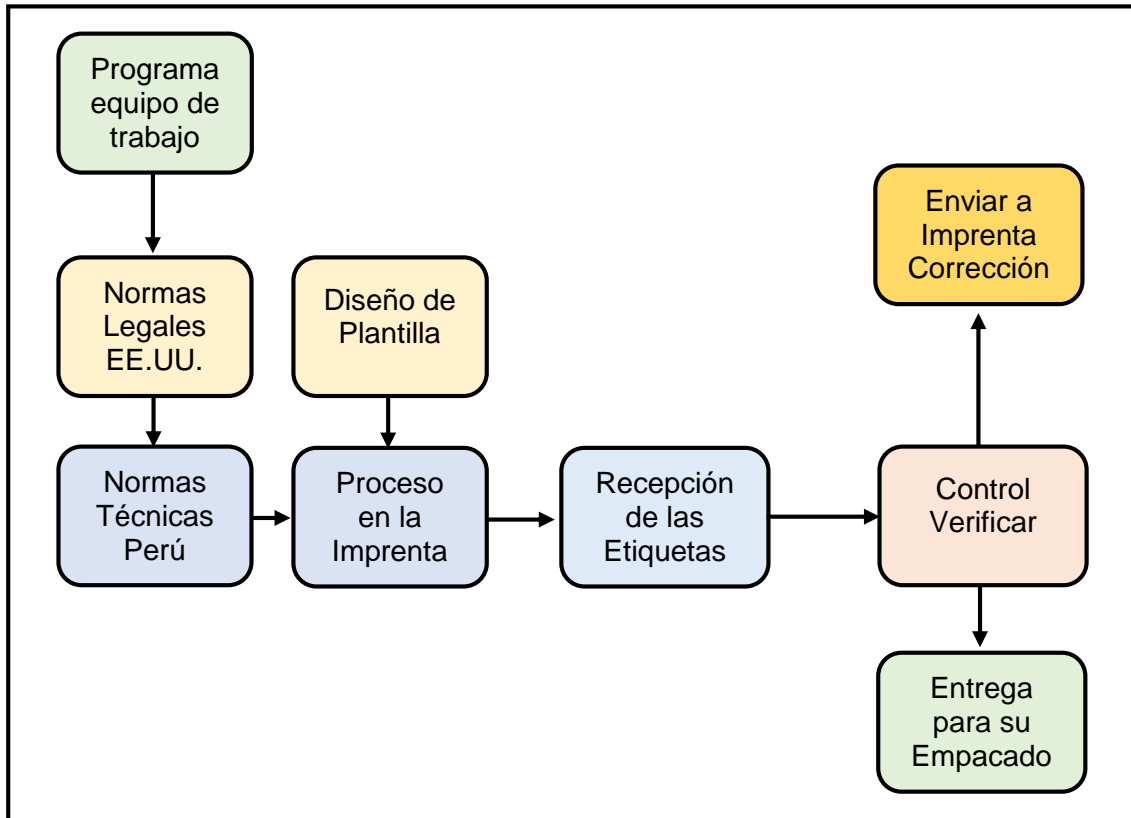 Programa
equipo de
trabajo
Normas
Legales
EE.UU.
Diseño de
Plantilla
Enviar a
Imprenta
Corrección
Normas
Técnicas
Perú
Proceso
en la
Imprenta
Recepción
de las
Etiquetas
Control
Verificar
Entrega
para su
Empacado